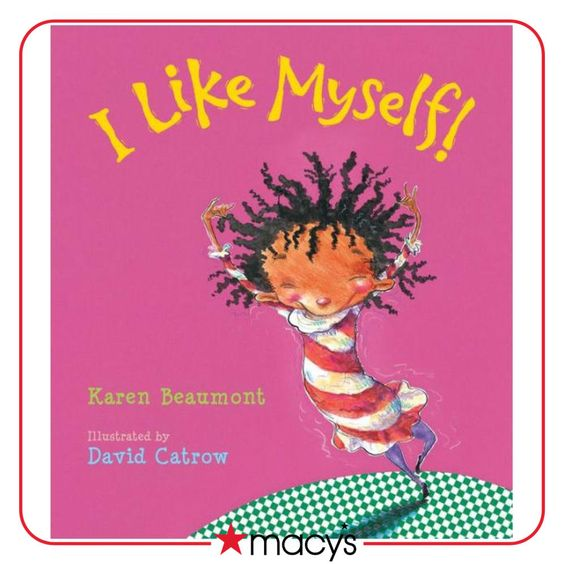 I Like Myself!
Karen Beaumont
Illustrated by
David Catrow
macy's